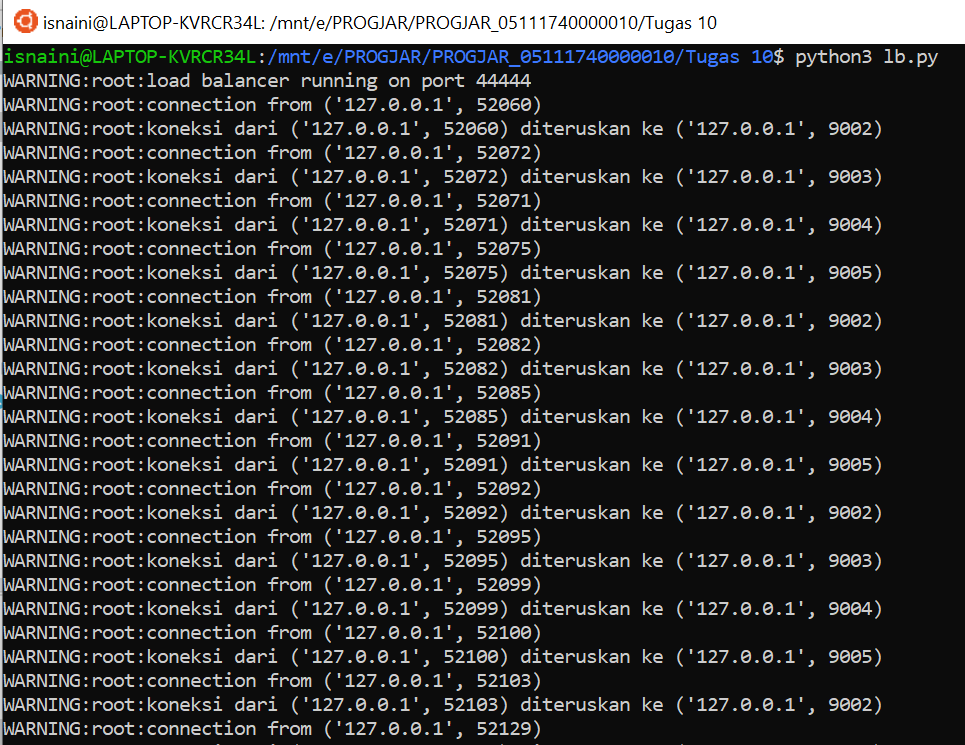 isnaini@LAPTOP-KVRCR34L: /mnt/e/PROGJAR/PROGJAR_05111740000010/Tugas 10
isnaini@LAPTOP-KVRCR34L:/mnt/e/PROGJAR/PROGJAR_05111740000010/Tugas 10$ python3 lb.py
WARNING:root:load balancer running on port 44444
WARNING:root:connection from ('127.0.0.1', 52060)
WARNING:root:koneksi dari ('127.0.0.1', 52060) diteruskan ke ('127.0.0.1', 9002)
WARNING:root:connection from ('127.0.0.1', 52072)
WARNING:root:koneksi dari ('127.0.0.1', 52072) diteruskan ke ('127.0.0.1', 9003)
WARNING:root:connection from ('127.0.0.1', 52071)
WARNING:root:koneksi dari ('127.0.0.1', 52071) diteruskan ke ('127.0.0.1', 9004)
WARNING:root:connection from ('127.0.0.1', 52075)
WARNING:root:koneksi dari ('127.0.0.1', 52075) diteruskan ke ('127.0.0.1', 9005)
WARNING:root:connection from ('127.0.0.1', 52081)
WARNING:root:koneksi dari ('127.0.0.1', 52081) diteruskan ke ('127.0.0.1', 9002)
WARNING:root:connection from ('127.0.0.1', 52082)
WARNING:root:koneksi dari ('127.0.0.1', 52082) diteruskan ke ('127.0.0.1', 9003)
WARNING:root:connection from ('127.0.0.1', 52085)
WARNING:root:koneksi dari ('127.0.0.1', 52085) diteruskan ke ('127.0.0.1', 9004)
WARNING:root:connection from ('127.0.0.1', 52091)
WARNING:root:koneksi dari ('127.0.0.1', 52091) diteruskan ke ('127.0.0.1', 9005)
WARNING:root:connection from ('127.0.0.1', 52092)
WARNING:root:koneksi dari ('127.0.0.1', 52092) diteruskan ke ('127.0.0.1', 9002)
WARNING:root:connection from ('127.0.0.1', 52095)
WARNING:root:koneksi dari ('127.0.0.1', 52095) diteruskan ke ('127.0.0.1', 9003)
WARNING:root:connection from ('127.0.0.1', 52099)
WARNING:root:koneksi dari ('127.0.0.1', 52099) diteruskan ke ('127.0.0.1', 9004)
WARNING:root:connection from ('127.0.0.1', 52100)
WARNING:root:koneksi dari ('127.0.0.1', 52100) diteruskan ke ('127.0.0.1', 9005)
WARNING:root:connection from ('127.0.0.1', 52103)
WARNING:root:koneksi dari ('127.0.0.1', 52103) diteruskan ke ('127.0.0.1', 9002)
WARNING:root:connection from ('127.0.0.1', 52129)